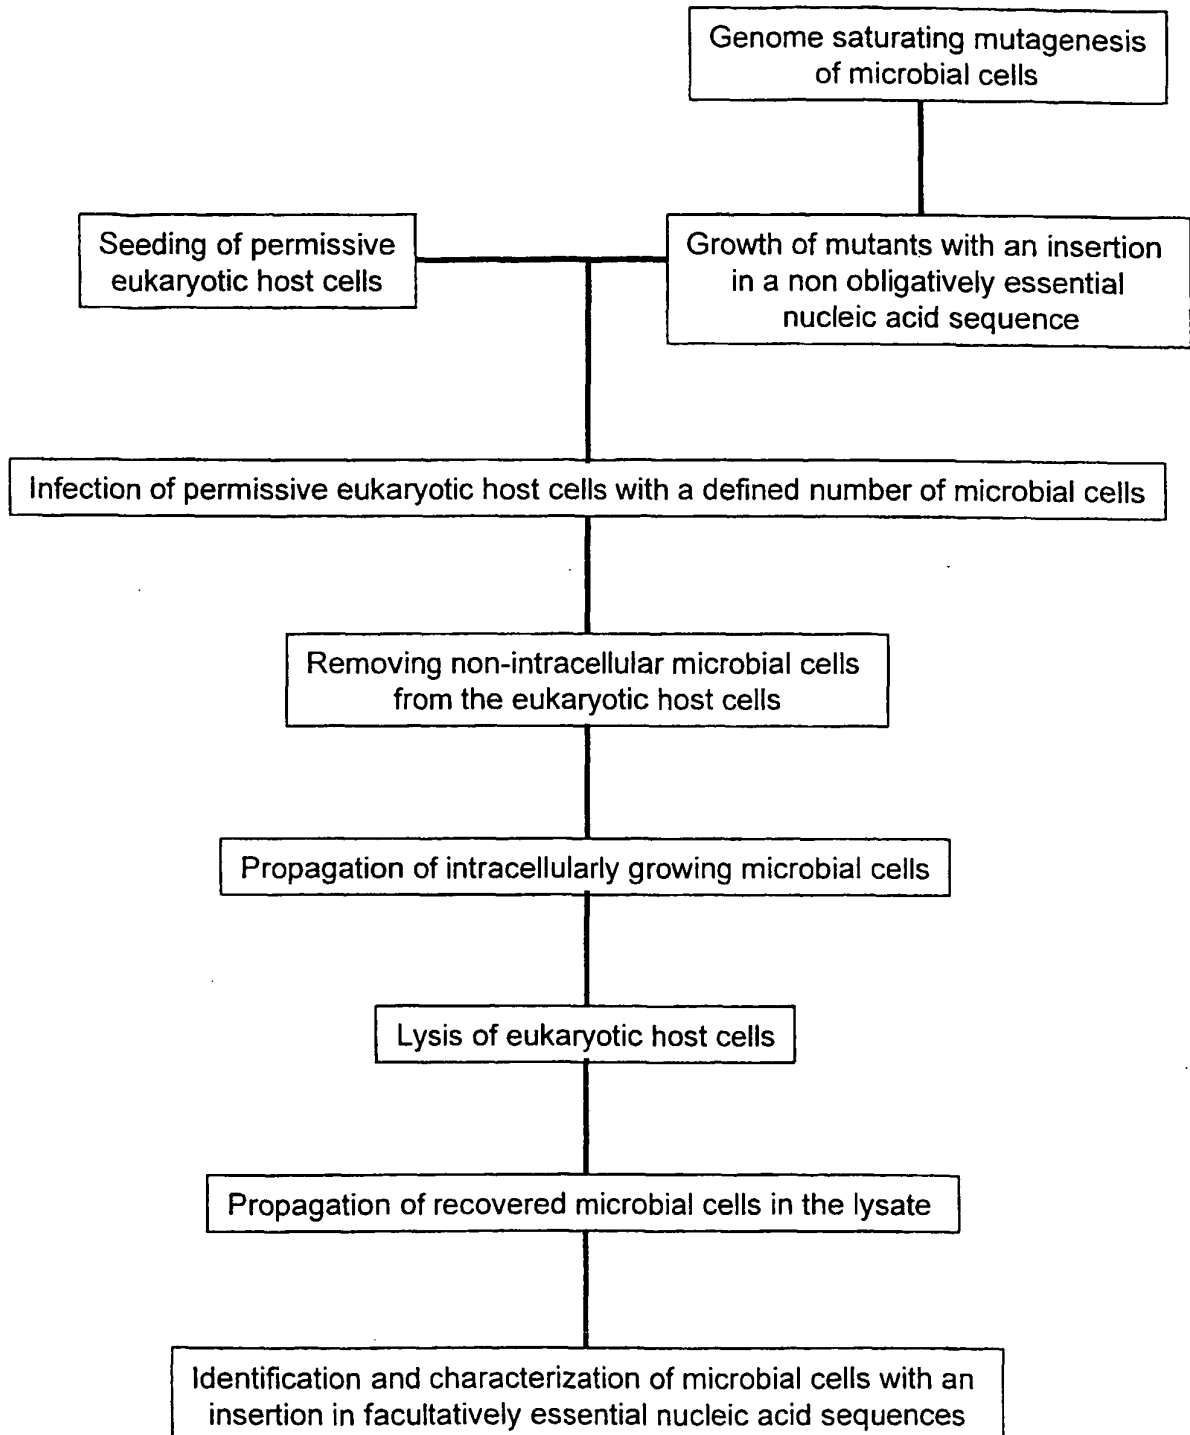 Genome saturating mutagenesis
of microbial cells
Seeding of permissive
eukaryotic host cells
Growth of mutants with an insertion
in a non obligatively essential
nucleic acid sequence
Infection of permissive eukaryotic host cells with a defined number of microbial cells
Removing non-intracellular microbial cells
from the eukaryotic host cells
Propagation of intracellularly growing microbial cells
Lysis of eukaryotic host cells
Propagation of recovered microbial cells in the lysate
Identification and characterization of microbial cells with an
insertion in facultatively essential nucleic acid sequences